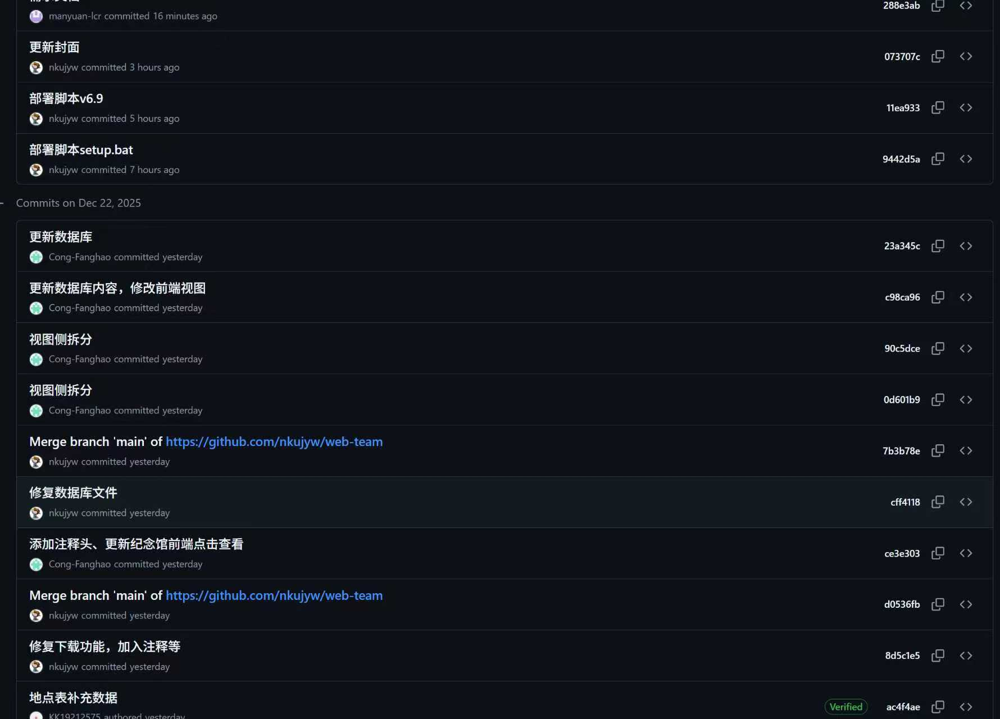 288e3ab
manyuan-lcr committed 16 minutes ago
更新封面
073707c
nkujyw committed 3 hours ago
部署脚本v6.9
11ea933
nkujyw committed 5 hours ago
部署脚本setup.bat
9442d5a
nkujyw committed 7 hours ago
Commits on Dec 22, 2025
更新数据库
23a345c
Cong-Fanghao committed yesterday
更新数据库内容，修改前端视图
c98ca96
Cong-Fanghao committed yesterday
视图侧拆分
90c5dce
Cong-Fanghao committed yesterday
视图侧拆分
0d601b9
Cong-Fanghao committed yesterday
Merge branch 'main' of https://github.com/nkujyw/web-team
7b3b78e
nkujyw committed yesterday
修复数据库文件
cff4118
nkujyw committed yesterday
添加注释头、更新纪念馆前端点击查看
ce3e303
Cong-Fanghao committed yesterday
Merge branch 'main' of https://github.com/nkujyw/web-team
d0536fb
nkujyw committed yesterday
修复下载功能，加入注释等
8d5c1e5
nkujyw committed yesterday
地点表补充数据
Verified ac4f4ae
KK19212575 authored yesterday